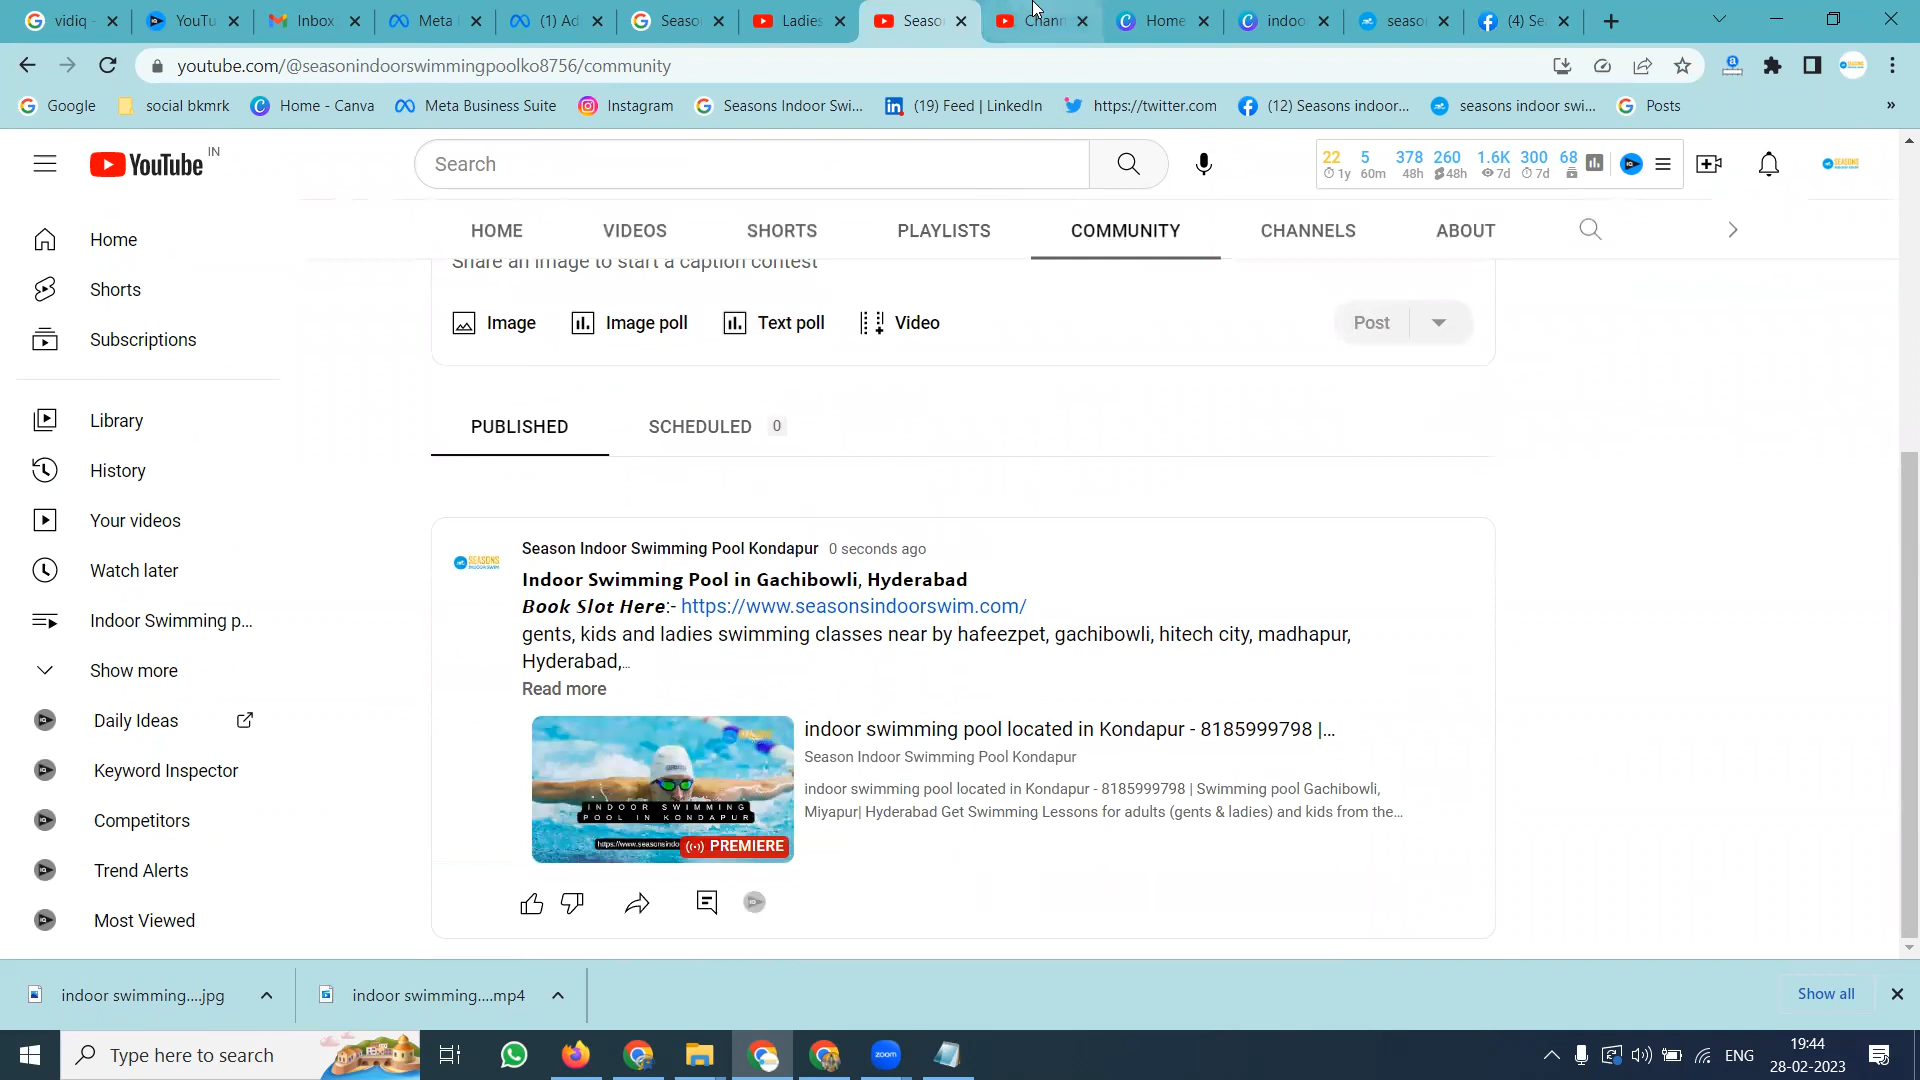 vidiq -
YouTu
Inbox
Meta
(1) Ad
Seaso
Ladies
Seaso
Chann
Home
indoo
seaso
(4) Se
youtube.com/@seasonindoorswimmingpoolko8756/community
Google
social bkmrk
Home - Canva
Meta Business Suite
Instagram
Seasons Indoor Swi...
(19) Feed | LinkedIn
https://twitter.com
(12) Seasons indoor...
seasons indoor swi...
Posts
»
YouTube IN
Search
22 5 378 260 1.6K 300 68
1y 60m 48h 48h 7d 7d
HOME
VIDEOS
SHORTS
PLAYLISTS
COMMUNITY
CHANNELS
ABOUT
Home
Shorts
Subscriptions
Library
History
Your videos
Watch later
Indoor Swimming p...
Show more
Daily Ideas
Keyword Inspector
Competitors
Trend Alerts
Most Viewed
Share an image to start a caption contest
Image
Image poll
Text poll
Video
Post
PUBLISHED
SCHEDULED 0
Season Indoor Swimming Pool Kondapur 0 seconds ago
Indoor Swimming Pool in Gachibowli, Hyderabad
Book Slot Here:- https://www.seasonsindoorswim.com/
gents, kids and ladies swimming classes near by hafeezpet, gachibowli, hitech city, madhapur,
Hyderabad,...
Read more
INDOOR SWIMMING
POOL IN KONDAPUR
https://www.seasonsindo
PREMIERE
indoor swimming pool located in Kondapur - 8185999798 |...
Season Indoor Swimming Pool Kondapur
indoor swimming pool located in Kondapur - 8185999798 | Swimming pool Gachibowli,
Miyapur| Hyderabad Get Swimming Lessons for adults (gents & ladies) and kids from the...
indoor swimming....jpg
indoor swimming....mp4
Show all
Type here to search
zoom
ENG
19:44
28-02-2023